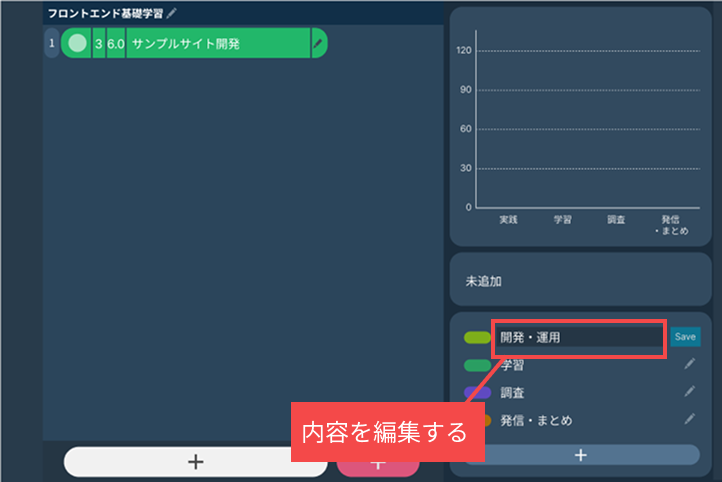 フロントエンド基礎学習
1 3 6.0 サンプルサイト開発
120
90
60
30
0
実践 学習 調査 発信
・まとめ
未追加
開発・運用 Save
学習
調査
発信・まとめ
内容を編集する
+
+
+